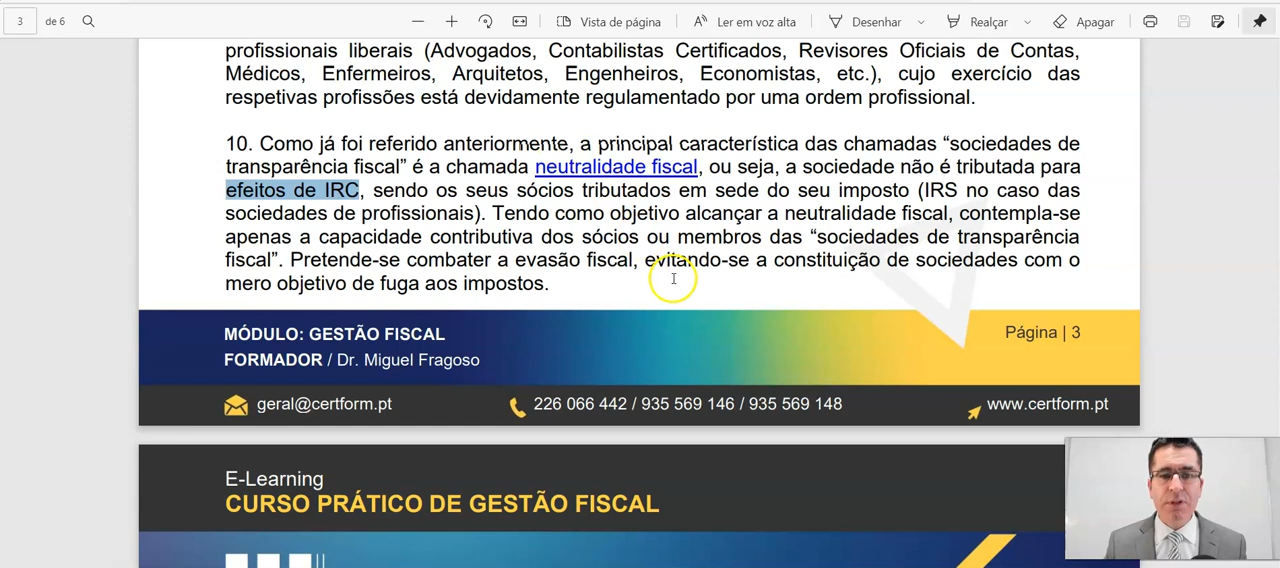 3 de 6 Vista de página Ler em voz alta Desenhar Realçar Apagar
profissionais liberais (Advogados, Contabilistas Certificados, Revisores Oficiais de Contas,
Médicos, Enfermeiros, Arquitetos, Engenheiros, Economistas, etc.), cujo exercício das
respetivas profissões está devidamente regulamentado por uma ordem profissional.
10. Como já foi referido anteriormente, a principal característica das chamadas “sociedades de
transparência fiscal” é a chamada neutralidade fiscal, ou seja, a sociedade não é tributada para
efeitos de IRC, sendo os seus sócios tributados em sede do seu imposto (IRS no caso das
sociedades de profissionais). Tendo como objetivo alcançar a neutralidade fiscal, contempla-se
apenas a capacidade contributiva dos sócios ou membros das “sociedades de transparência
fiscal”. Pretende-se combater a evasão fiscal, evitando-se a constituição de sociedades com o
mero objetivo de fuga aos impostos.
MÓDULO: GESTÃO FISCAL
Página | 3
FORMADOR / Dr. Miguel Fragoso
geral@certform.pt 226 066 442 / 935 569 146 / 935 569 148 www.certform.pt
E-Learning
CURSO PRÁTICO DE GESTÃO FISCAL